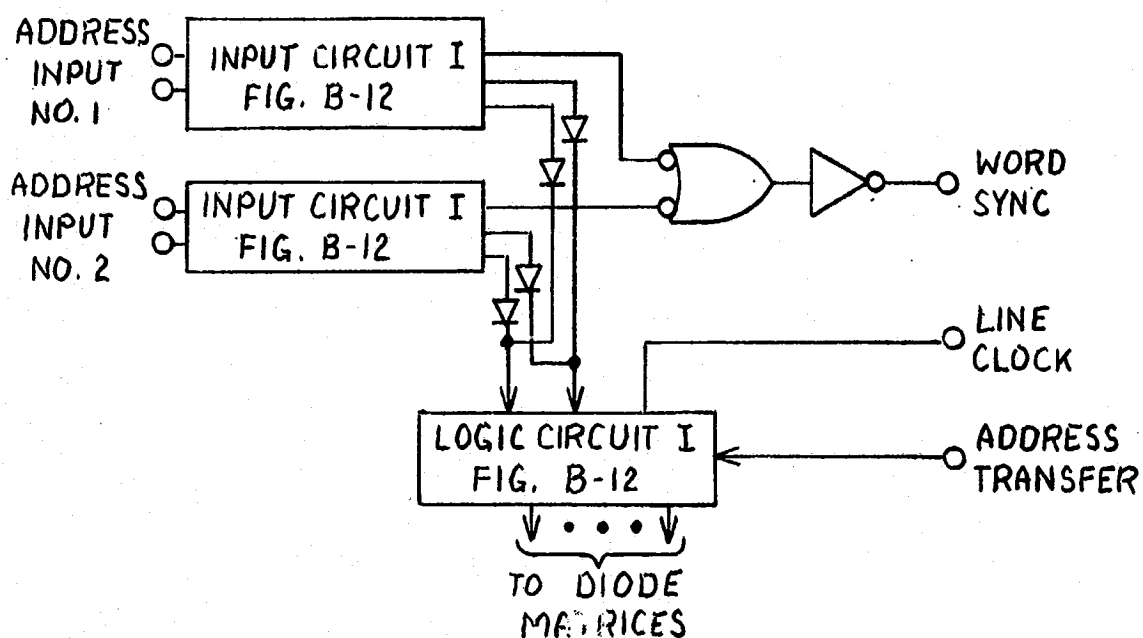 ADDRESS
INPUT
NO. 1
INPUT CIRCUIT I
FIG. B-12
ADDRESS
INPUT
NO. 2
INPUT CIRCUIT I
FIG. B-12
WORD
SYNC
LINE
CLOCK
LOGIC CIRCUIT I
FIG. B-12
ADDRESS
TRANSFER
TO DIODE
MATRICES